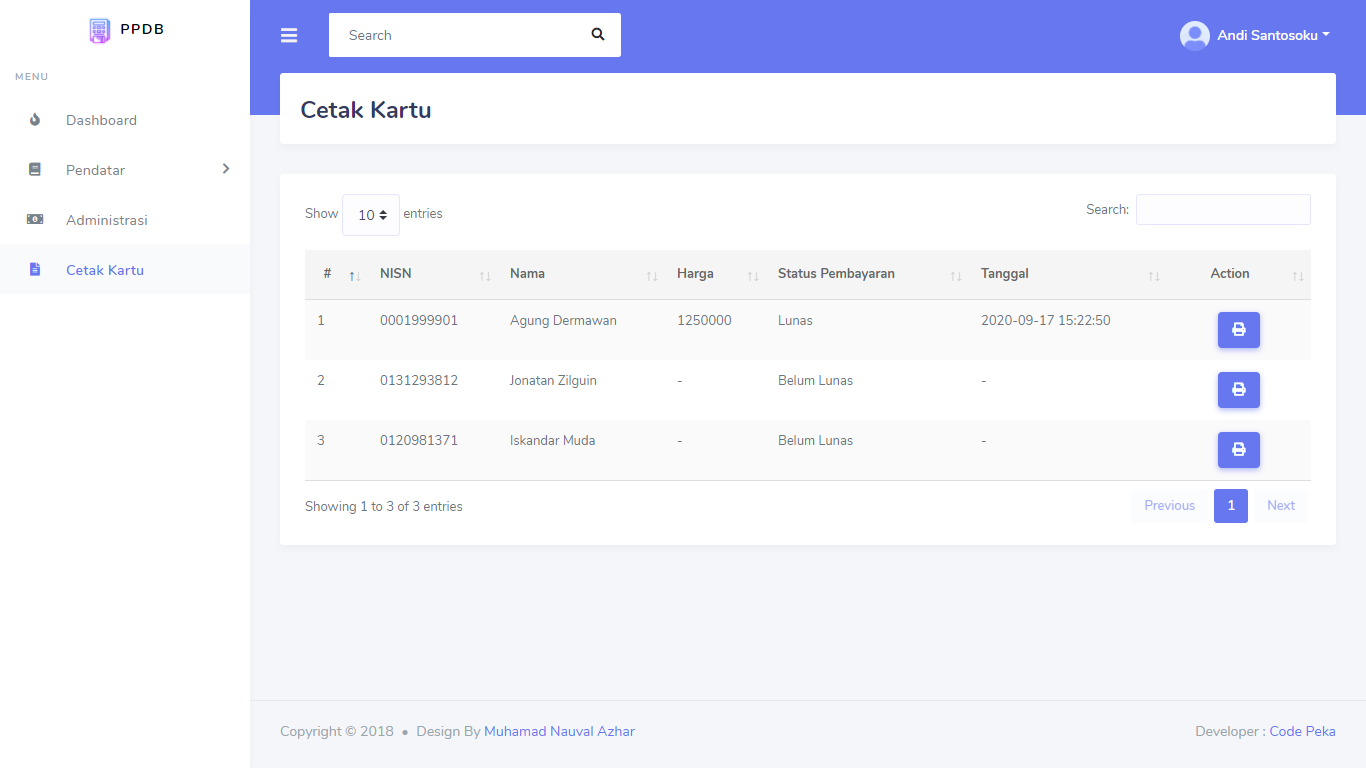 PPDB
Search
Andi Santosoku
MENU
Cetak Kartu
Dashboard
Pendatar
Administrasi
Cetak Kartu
Show 10 entries
Search:
# NISN Nama Harga Status Pembayaran Tanggal Action
1 0001999901 Agung Dermawan 1250000 Lunas 2020-09-17 15:22:50
2 0131293812 Jonatan Zilguin - Belum Lunas -
3 0120981371 Iskandar Muda - Belum Lunas -
Showing 1 to 3 of 3 entries
Previous 1 Next
Copyright © 2018 • Design By Muhamad Nauval Azhar
Developer : Code Peka